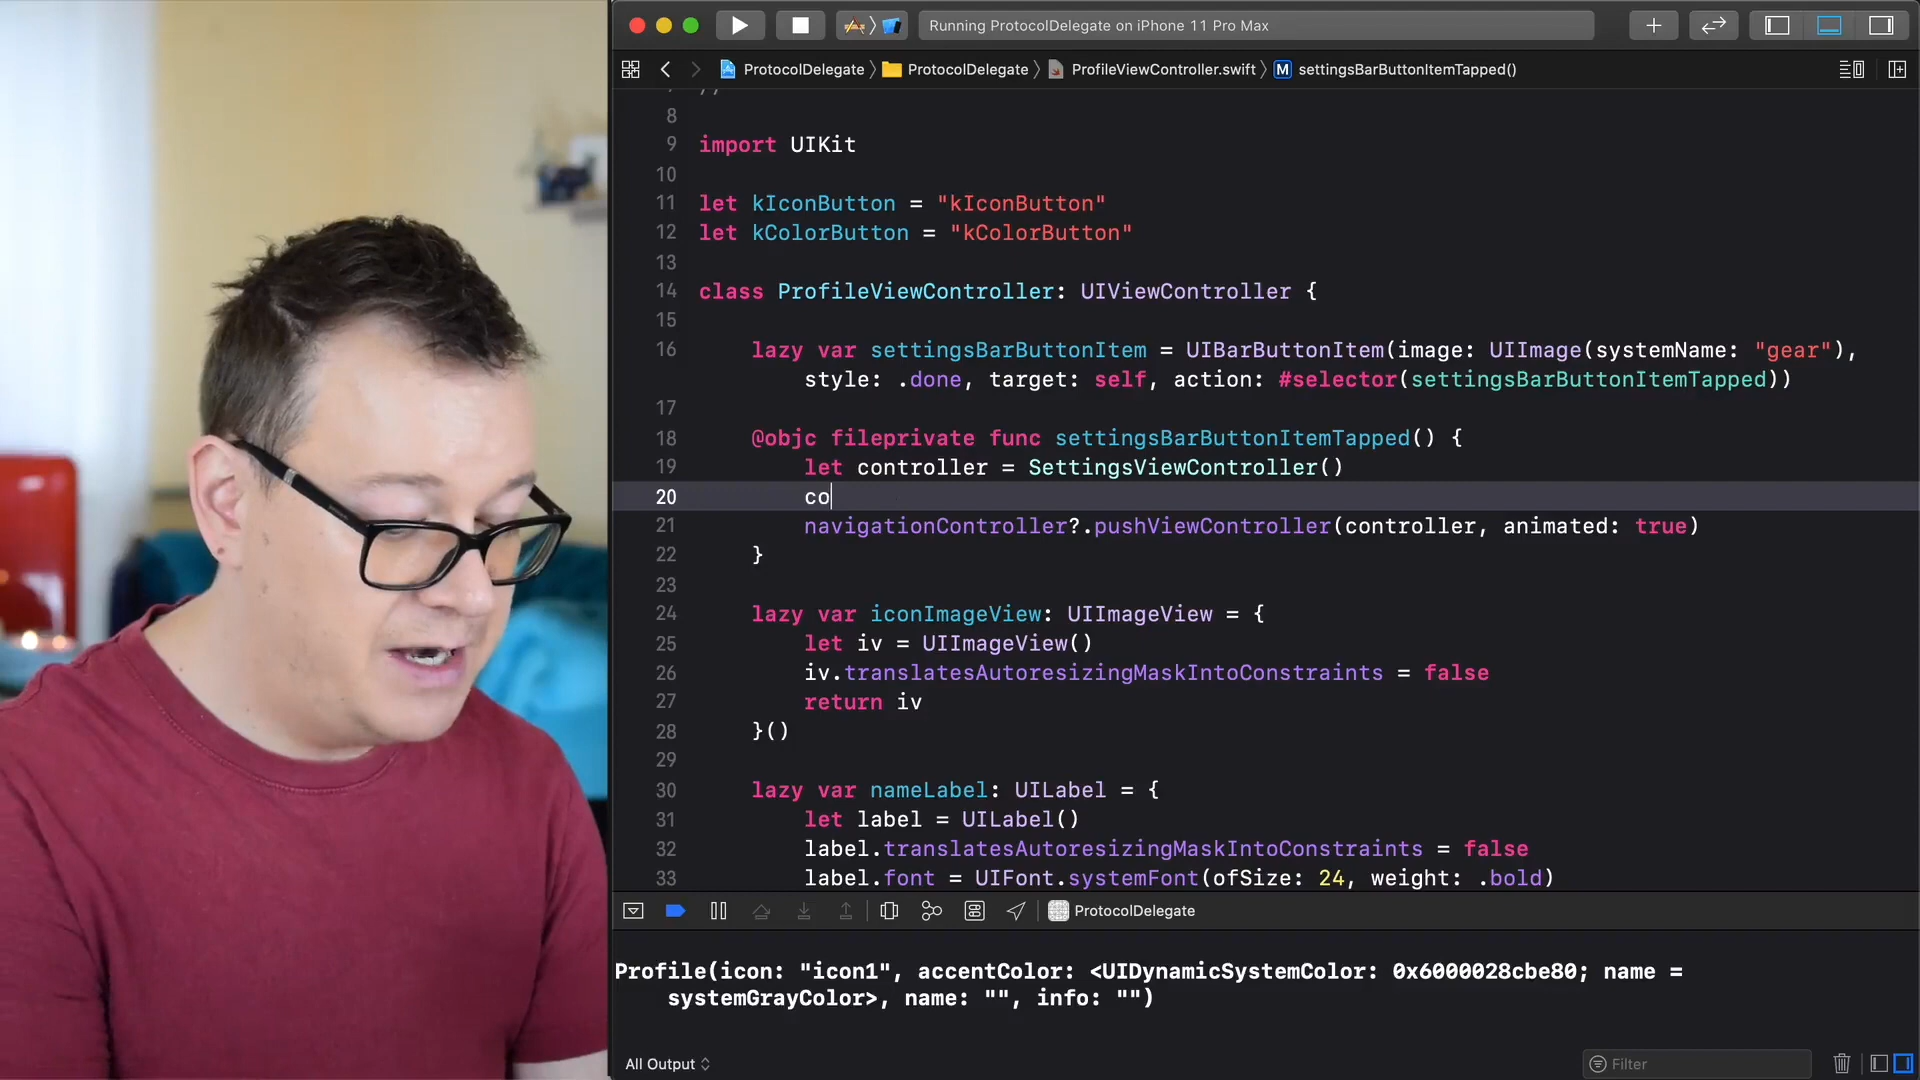 Running ProtocolDelegate on iPhone 11 Pro Max
ProtocolDelegate
ProtocolDelegate
ProfileViewController.swift
M settingsBarButtonItemTapped()
8
9 import UIKit
10
11 let kIconButton = "kIconButton"
12 let kColorButton = "kColorButton"
13
14 class ProfileViewController: UIViewController {
15
16 lazy var settingsBarButtonItem = UIBarButtonItem(image: UIImage(systemName: "gear"),
style: .done, target: self, action: #selector(settingsBarButtonItemTapped))
17
18 @objc fileprivate func settingsBarButtonItemTapped() {
19 let controller = SettingsViewController()
20 co
21 navigationController?.pushViewController(controller, animated: true)
22 }
23
24 lazy var iconImageView: UIImageView = {
25 let iv = UIImageView()
26 iv.translatesAutoresizingMaskIntoConstraints = false
27 return iv
28 }()
29
30 lazy var nameLabel: UILabel = {
31 let label = UILabel()
32 label.translatesAutoresizingMaskIntoConstraints = false
33 label.font = UIFont.systemFont(ofSize: 24, weight: .bold)
ProtocolDelegate
Profile(icon: "icon1", accentColor: <UIDynamicSystemColor: 0x6000028cbe80; name =
systemGrayColor>, name: "", info: "")
All Output
Filter